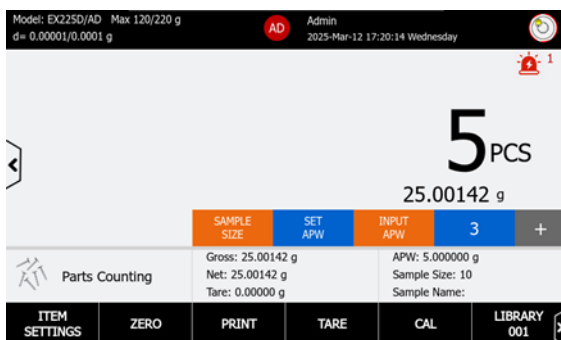 Model: EX225D/AD Max 120/220 g
d= 0.00001/0.0001 g
AD
Admin
2025-Mar-12 17:20:14 Wednesday
1
5 PCS
25.00142 g
SAMPLE SIZE
SET APW
INPUT APW
3
+
Parts Counting
Gross: 25.00142 g
Net: 25.00142 g
Tare: 0.00000 g
APW: 5.000000 g
Sample Size: 10
Sample Name:
ITEM SETTINGS
ZERO
PRINT
TARE
CAL
LIBRARY 001